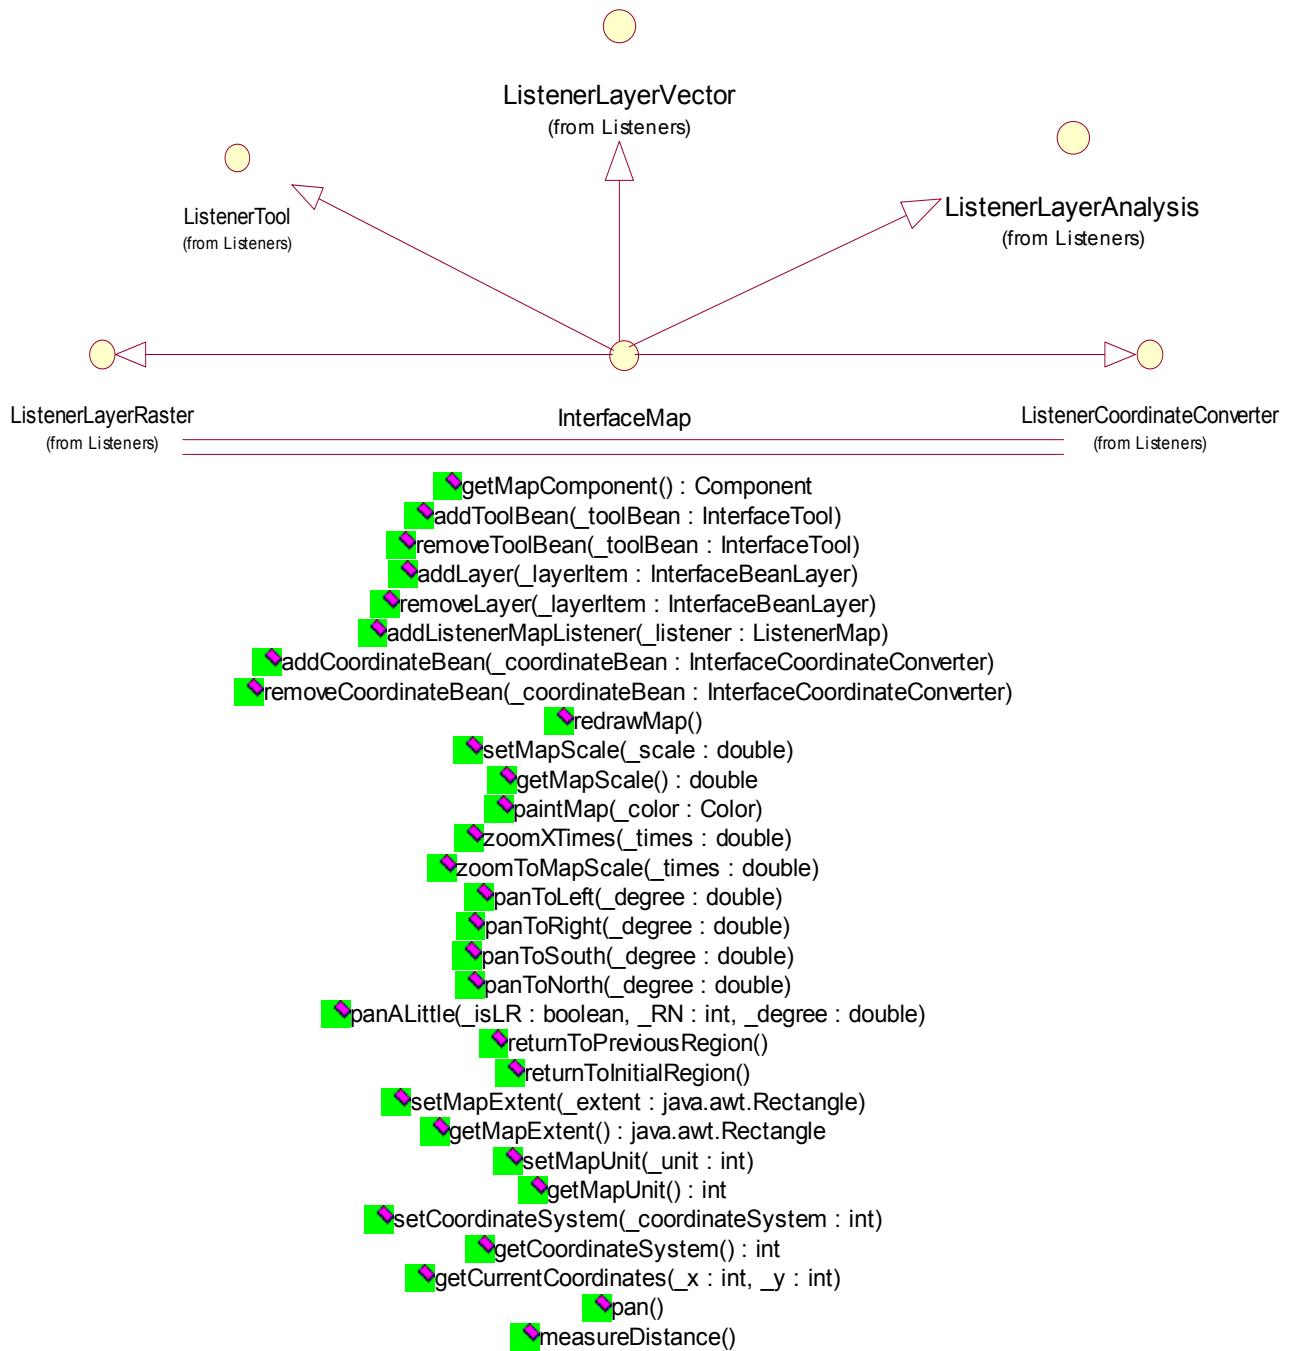 ListenerLayerVector
(from Listeners)
ListenerTool
(from Listeners)
ListenerLayerAnalysis
(from Listeners)
ListenerLayerRaster
(from Listeners)
InterfaceMap
ListenerCoordinateConverter
(from Listeners)
getMapComponent() : Component
addToolBean(_toolBean : InterfaceTool)
removeToolBean(_toolBean : InterfaceTool)
addLayer(_layerItem : InterfaceBeanLayer)
removeLayer(_layerItem : InterfaceBeanLayer)
addListenerMapListener(_listener : ListenerMap)
addCoordinateBean(_coordinateBean : InterfaceCoordinateConverter)
removeCoordinateBean(_coordinateBean : InterfaceCoordinateConverter)
redrawMap()
setMapScale(_scale : double)
getMapScale() : double
paintMap(_color : Color)
zoomXTimes(_times : double)
zoomToMapScale(_times : double)
panToLeft(_degree : double)
panToRight(_degree : double)
panToSouth(_degree : double)
panToNorth(_degree : double)
panALittle(_isLR : boolean, _RN : int, _degree : double)
returnToPreviousRegion()
returnToInitialRegion()
setMapExtent(_extent : java.awt.Rectangle)
getMapExtent() : java.awt.Rectangle
setMapUnit(_unit : int)
getMapUnit() : int
setCoordinateSystem(_coordinateSystem : int)
getCoordinateSystem() : int
getCurrentCoordinates(_x : int, _y : int)
pan()
measureDistance()